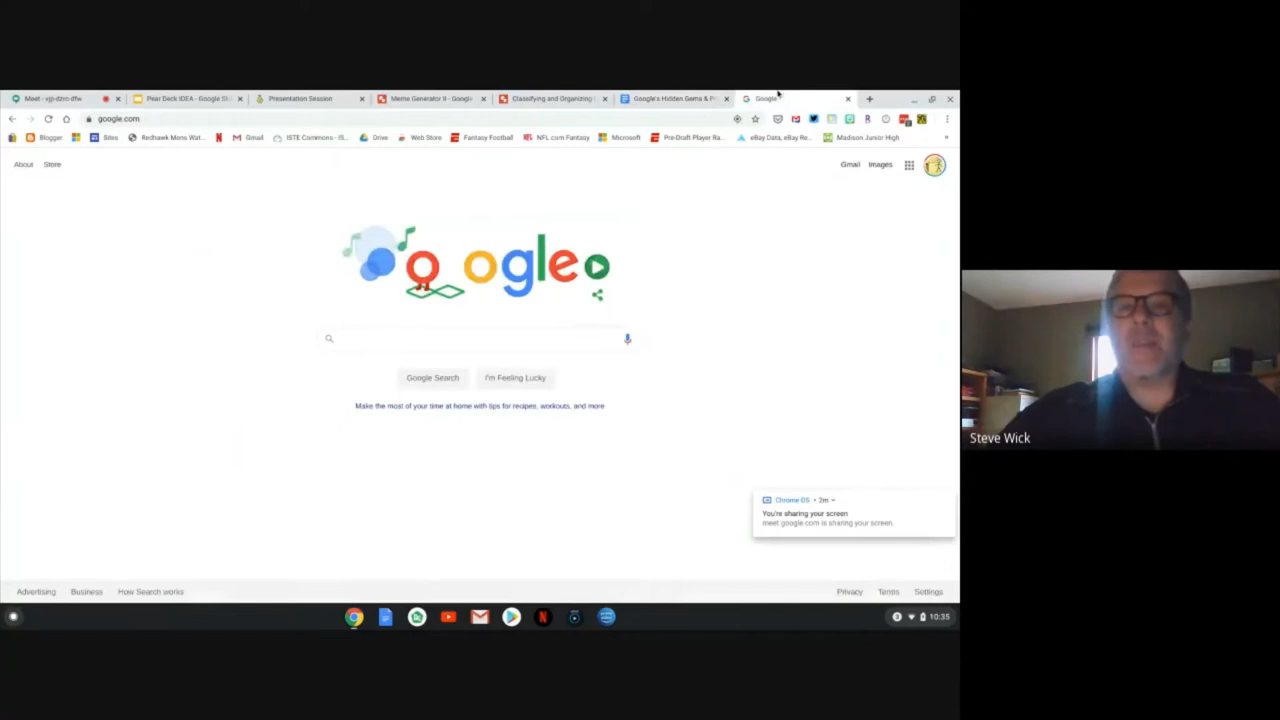 Meet - vjp-dzro-dfw
Pear Deck IDEA - Google Sli
Presentation Session
Meme Generator II - Google
Classifying and Organizing
Google's Hidden Gems & P
Google
google.com
Blogger
Sites
Redhawk Mons Wat...
Gmail
ISTE Commons - IS...
Drive
Web Store
Fantasy Football
NFL.com Fantasy
Microsoft
Pre-Draft Player Ra...
eBay Data, eBay Re...
Madison Junior High
About
Store
Gmail
Images
Google
Google Search
I'm Feeling Lucky
Make the most of your time at home with tips for recipes, workouts, and more
Steve Wick
Chrome OS • 2m
You're sharing your screen
meet.google.com is sharing your screen.
Advertising
Business
How Search works
Privacy
Terms
Settings
3
10:35